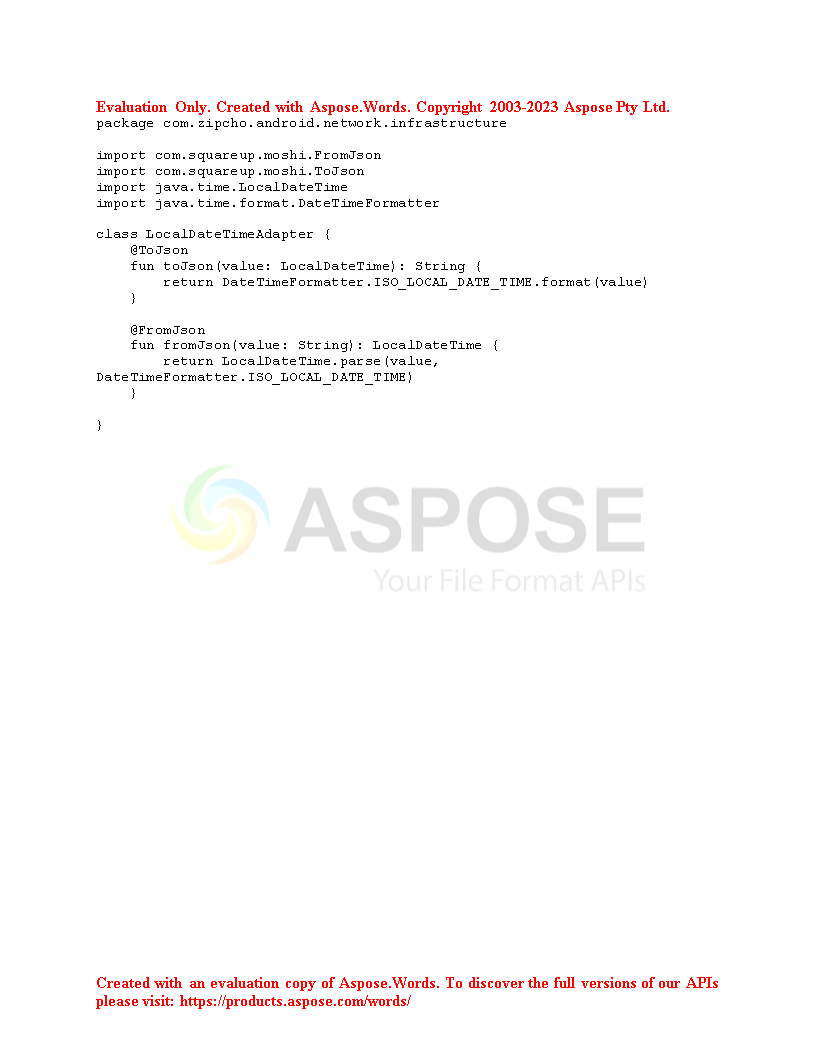 Evaluation Only. Created with Aspose.Words. Copyright 2003-2023 Aspose Pty Ltd.
package com.zipcho.android.network.infrastructure

import com.squareup.moshi.FromJson
import com.squareup.moshi.ToJson
import java.time.LocalDateTime
import java.time.format.DateTimeFormatter

class LocalDateTimeAdapter {
    @ToJson
    fun toJson(value: LocalDateTime): String {
        return DateTimeFormatter.ISO_LOCAL_DATE_TIME.format(value)
    }

    @FromJson
    fun fromJson(value: String): LocalDateTime {
        return LocalDateTime.parse(value,
DateTimeFormatter.ISO_LOCAL_DATE_TIME)
    }

}
ASPOSE
Your File Format APIs
Created with an evaluation copy of Aspose.Words. To discover the full versions of our APIs
please visit: https://products.aspose.com/words/